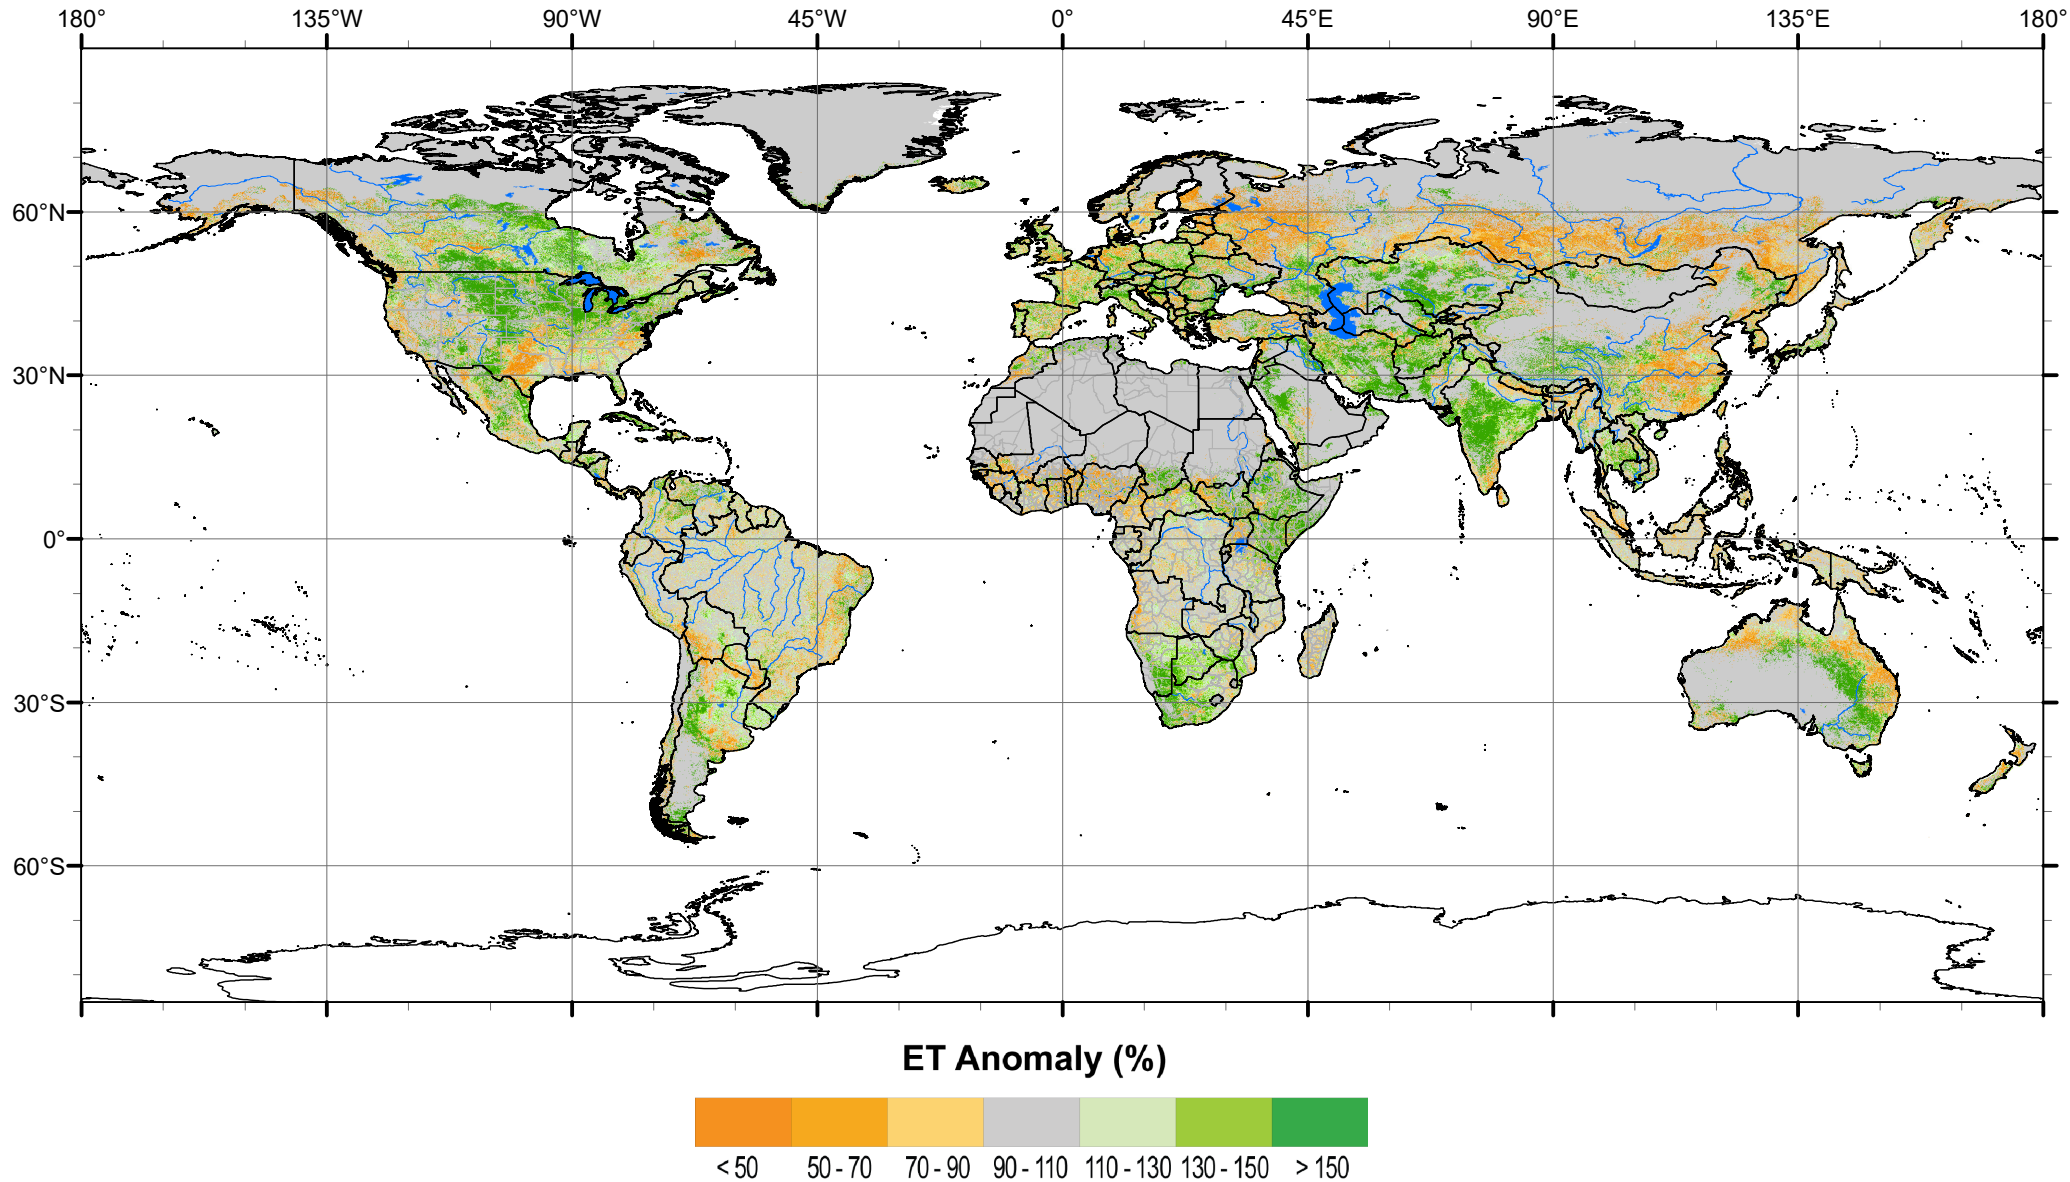 180° 135°W 90°W 45°W 0° 45°E 90°E 135°E 180°
60°N
30°N
0°
30°S
60°S
ET Anomaly (%)
< 50 50 - 70 70 - 90 90 - 110 110 - 130 130 - 150 > 150